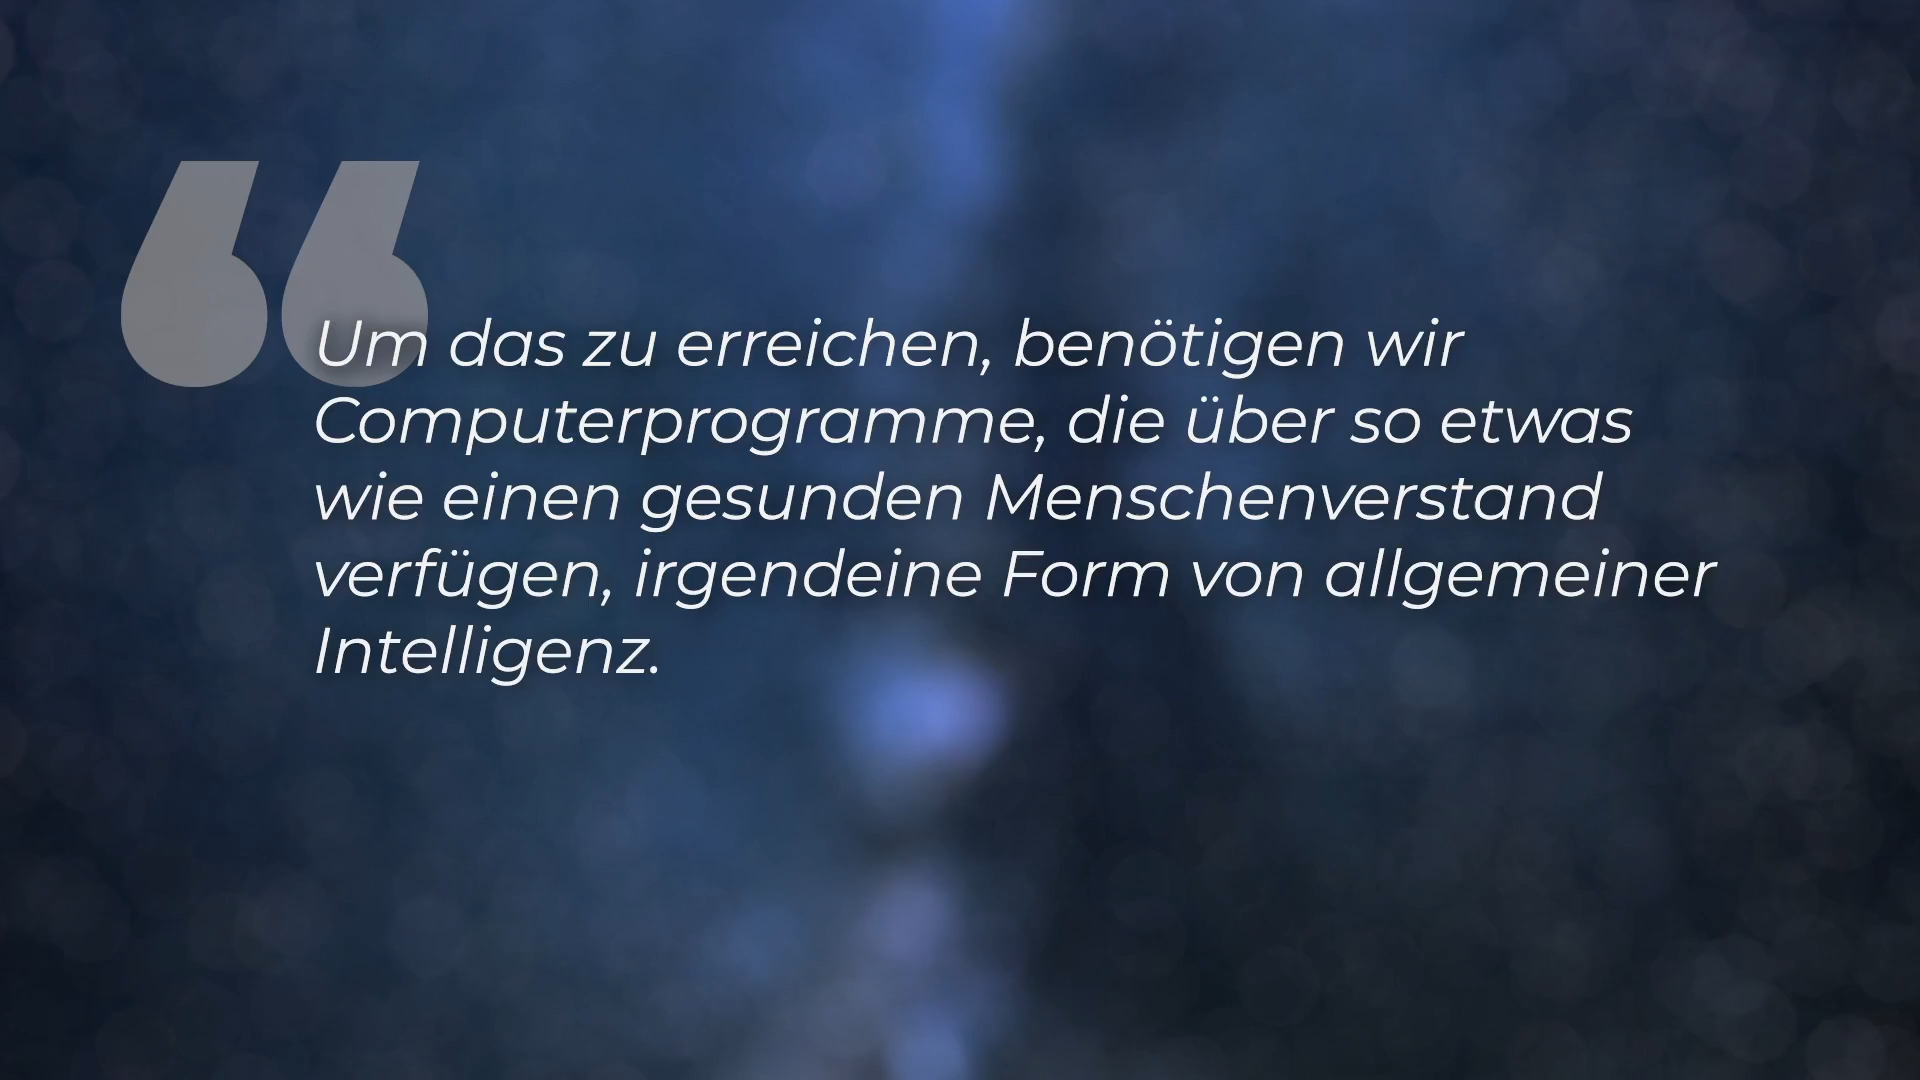 “
Um das zu erreichen, benötigen wir
Computerprogramme, die über so etwas
wie einen gesunden Menschenverstand
verfügen, irgendeine Form von allgemeiner
Intelligenz.